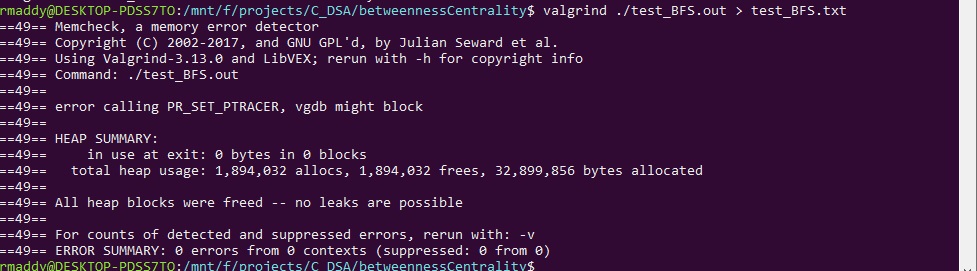 rmaddy@DESKTOP-PDSS7TO:/mnt/f/projects/C_DSA/betweennessCentrality$ valgrind ./test_BFS.out > test_BFS.txt
==49== Memcheck, a memory error detector
==49== Copyright (C) 2002-2017, and GNU GPL'd, by Julian Seward et al.
==49== Using Valgrind-3.13.0 and LibVEX; rerun with -h for copyright info
==49== Command: ./test_BFS.out
==49==
==49== error calling PR_SET_PTRACER, vgdb might block
==49==
==49== HEAP SUMMARY:
==49==     in use at exit: 0 bytes in 0 blocks
==49==   total heap usage: 1,894,032 allocs, 1,894,032 frees, 32,899,856 bytes allocated
==49==
==49== All heap blocks were freed -- no leaks are possible
==49==
==49== For counts of detected and suppressed errors, rerun with: -v
==49== ERROR SUMMARY: 0 errors from 0 contexts (suppressed: 0 from 0)
rmaddy@DESKTOP-PDSS7TO:/mnt/f/projects/C_DSA/betweennessCentrality$